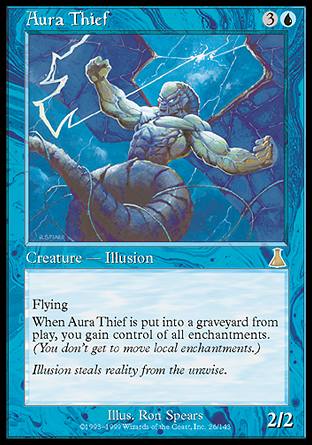 Aura Thief 3
R.SPEARS
Creature — Illusion
Flying
When Aura Thief is put into a graveyard from
play, you gain control of all enchantments.
(You don't get to move local enchantments.)
Illusion steals reality from the unwise.
2/2
Illus. Ron Spears
©1993–1999 Wizards of the Coast, Inc. 26/143